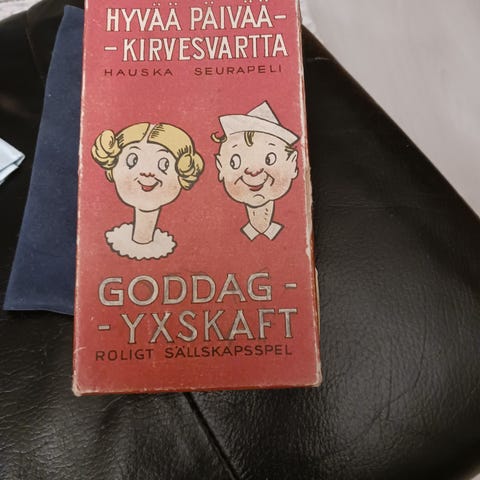 HYVÄÄ PÄIVÄÄ-
-KIRVESVARTTA
HAUSKA SEURAPELI
GODDAG-
-YXSKAFT
ROLIGT SÄLLSKAPSSPEL